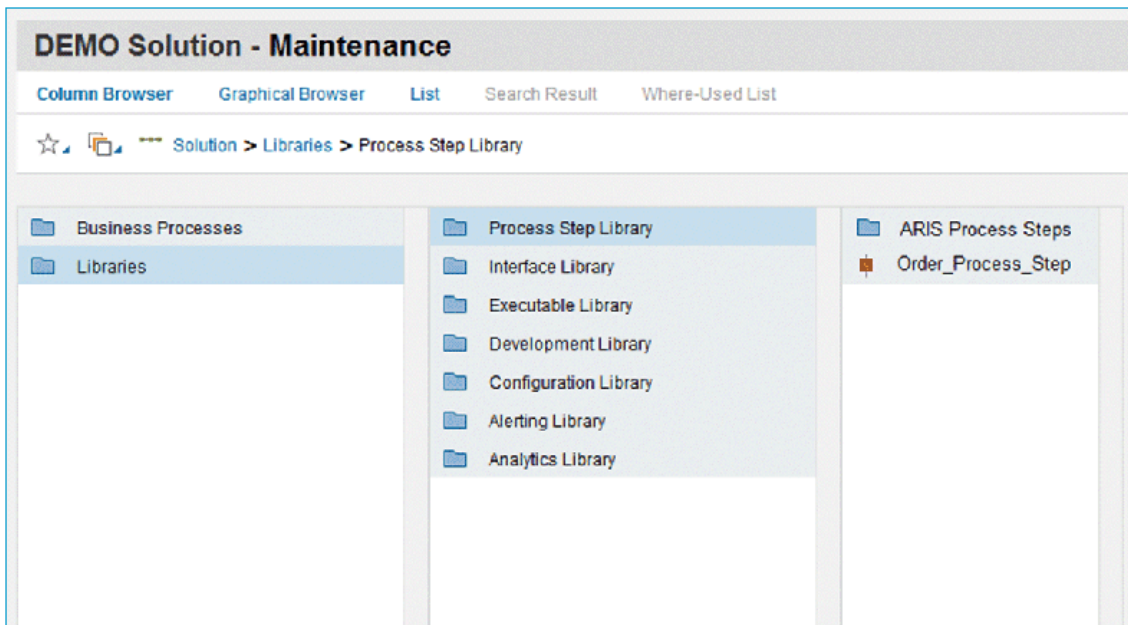 DEMO Solution - Maintenance
Column Browser Graphical Browser List Search Result Where-Used List
Solution > Libraries > Process Step Library
Business Processes
Libraries
Process Step Library
Interface Library
Executable Library
Development Library
Configuration Library
Alerting Library
Analytics Library
ARIS Process Steps
Order_Process_Step